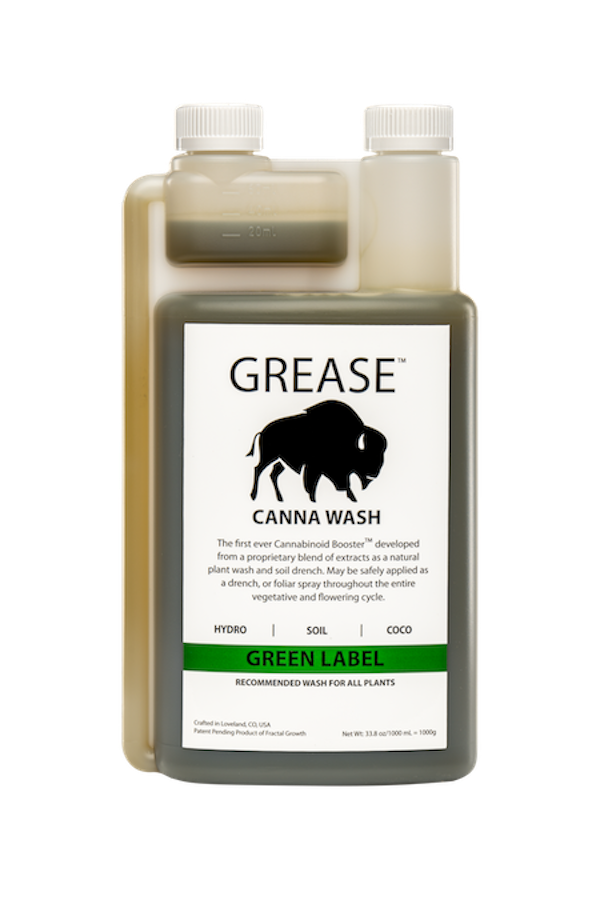 20mL
GREASE™
CANNA WASH
The first ever Cannabinoid Booster™ developed
from a proprietary blend of extracts as a natural
plant wash and soil drench. May be safely applied as
a drench, or foliar spray throughout the entire
vegetative and flowering cycle.
HYDRO | SOIL | COCO
GREEN LABEL
RECOMMENDED WASH FOR ALL PLANTS
Crafted in Loveland, CO, USA
Patent Pending Product of Fractal Growth
Net Wt: 33.8 oz/1000 mL = 1000g